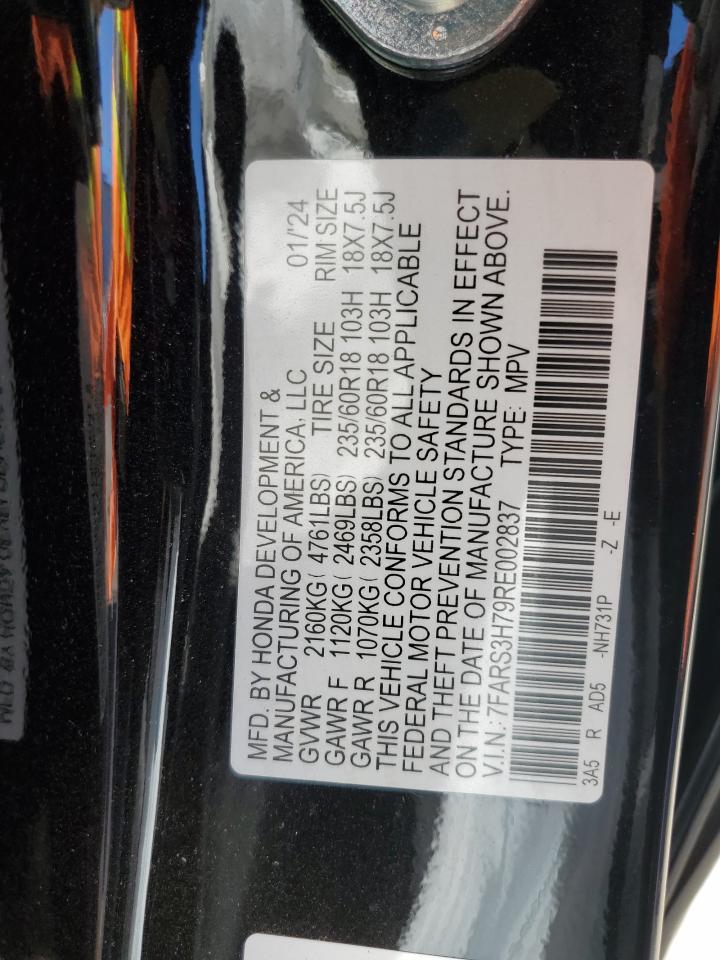 MFD. BY HONDA DEVELOPMENT &
MANUFACTURING OF AMERICA, LLC 01/'24
GVWR 2160KG( 4761LBS) TIRE SIZE RIM SIZE
GAWR F 1120KG( 2469LBS) 235/60R18 103H 18X7.5J
GAWR R 1070KG( 2358LBS) 235/60R18 103H 18X7.5J
THIS VEHICLE CONFORMS TO ALL APPLICABLE
FEDERAL MOTOR VEHICLE SAFETY
AND THEFT PREVENTION STANDARDS IN EFFECT
ON THE DATE OF MANUFACTURE SHOWN ABOVE.
V.I.N.: 7FARS3H79RE002837 TYPE: MPV
3A5 R AD5 -NH731P -Z -E